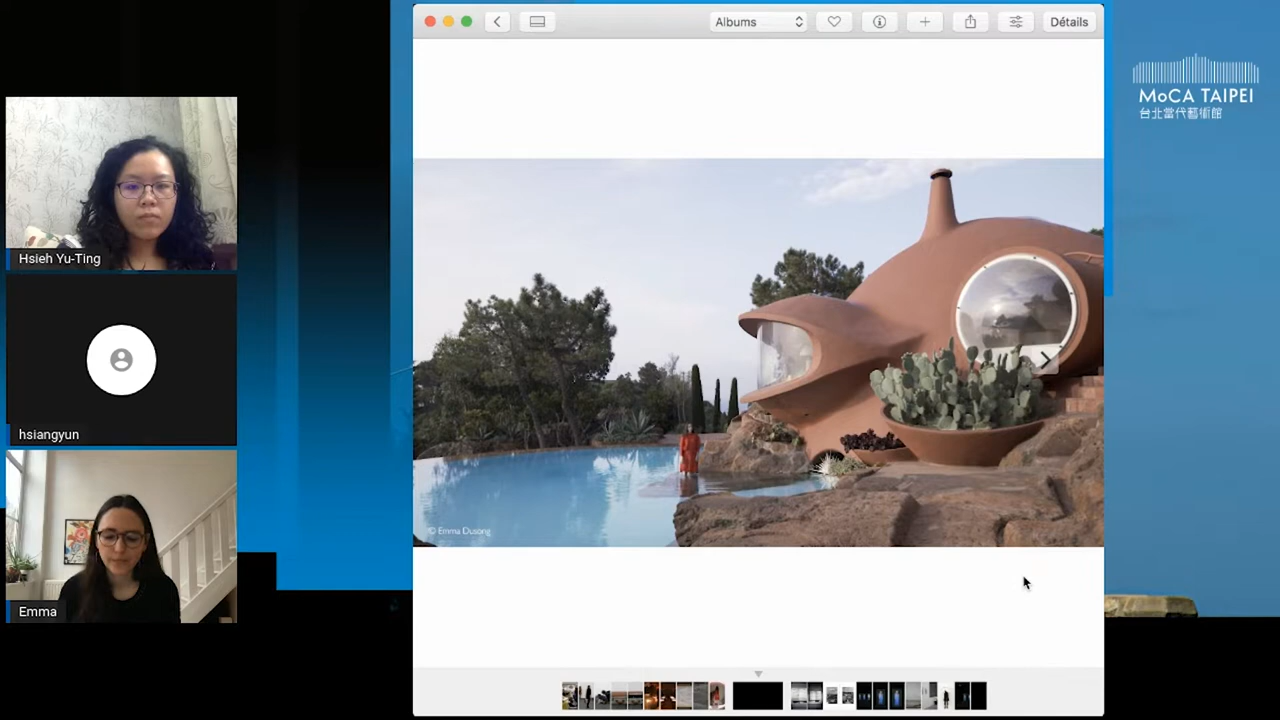 Albums
Détails
MoCA TAIPEI
台北當代藝術館
Hsieh Yu-Ting
hsiangyun
© Emma Dusong
Emma